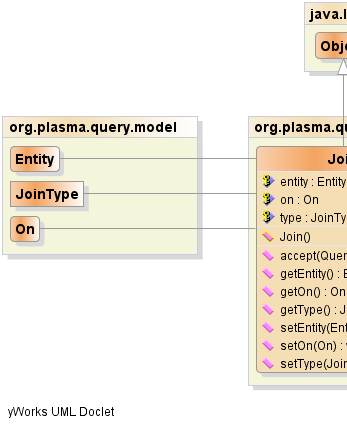 java.l
Obje
org.plasma.query.model
Entity
JoinType
On
org.plasma.qu
Joi
entity : Entity
on : On
type : JoinTy
Join()
accept(Quer
getEntity() : E
getOn() : On
getType() : J
setEntity(Ent
setOn(On) : v
setType(Join
yWorks UML Doclet